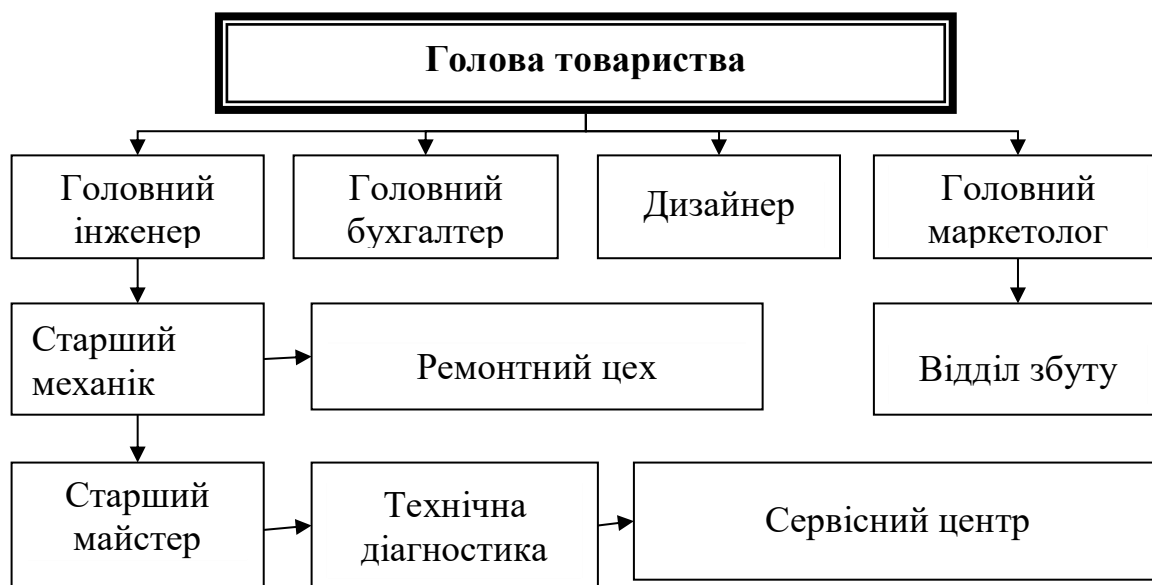 Голова товариства
Головний
інженер
Головний
бухгалтер
Дизайнер
Головний
маркетолог
Старший
механік
Ремонтний цех
Відділ збуту
Старший
майстер
Технічна
діагностика
Сервісний центр